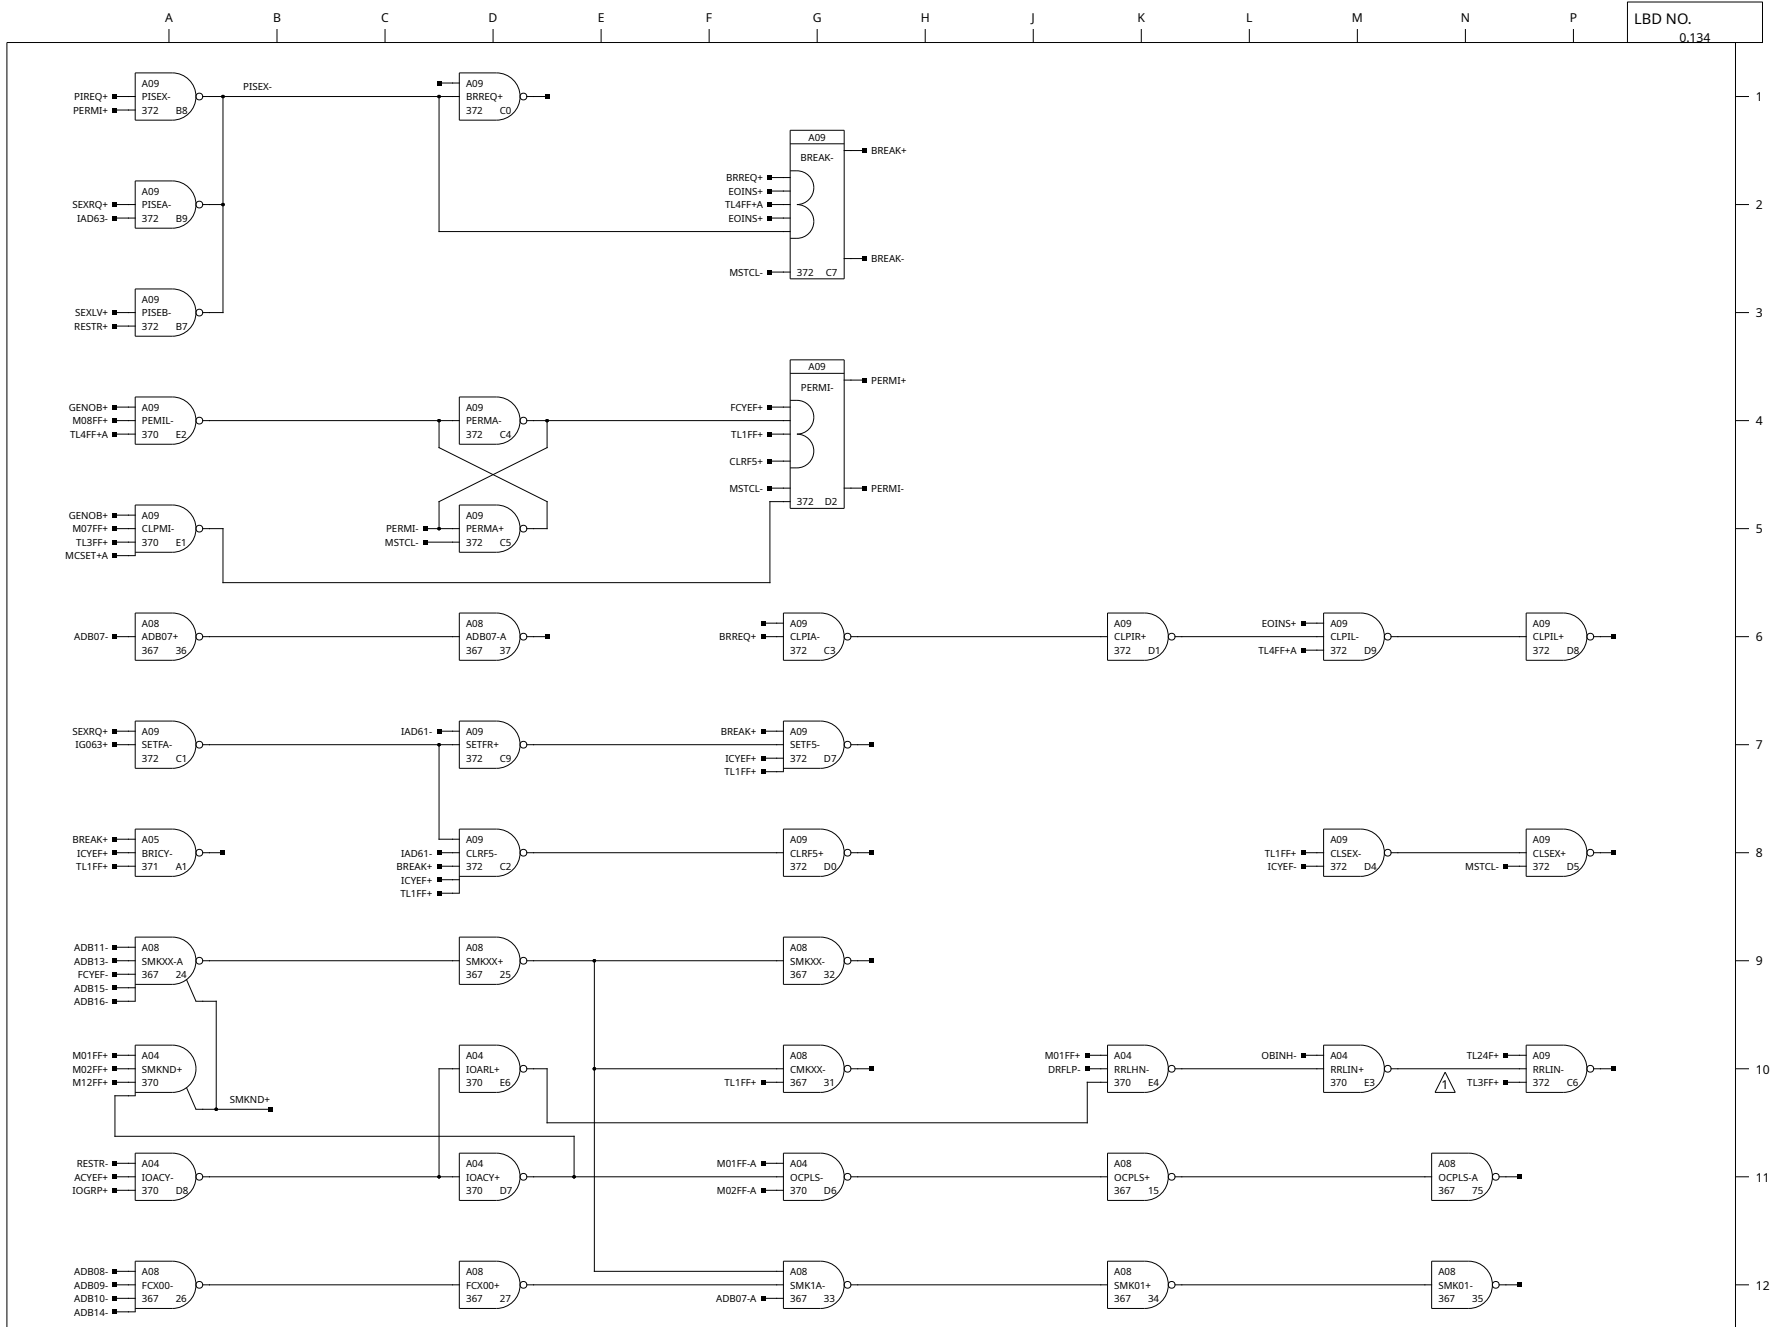 A B C D E F G H J K L M N P
LBD NO.
0.134
A09
PIREQ+ PISEX-
PERMI+ 372 B8
PISEX-
A09
BRREQ+
372 C0
1
A09
BREAK-
BREAK+
BRREQ+
EOINS+
TL4FF+A
EOINS+
BREAK-
MSTCL- 372 C7
A09
SEXRQ+ PISEA-
IAD63- 372 B9
2
A09
SEXLV+ PISEB-
RESTR+ 372 B7
3
A09
PERMI-
PERMI+
FCYEF+
TL1FF+
CLRF5+
MSTCL- PERMI-
372 D2
GENOB+ A09
M08FF+ PEMIL-
TL4FF+A 370 E2
A09
PERMA-
372 C4
4
GENOB+ A09
M07FF+ CLPMI-
TL3FF+ 370 E1
MCSET+A
A09
PERMI- PERMA+
MSTCL- 372 C5
5
A08
ADB07- ADB07+
367 36
A08
ADB07-A
367 37
A09
BRREQ+ CLPIA-
372 C3
A09
CLPIR+
372 D1
EOINS+ A09
CLPIL-
TL4FF+A 372 D9
A09
CLPIL+
372 D8
6
SEXRQ+ A09
IG063+ SETFA-
372 C1
IAD61- A09
SETFR+
372 C9
BREAK+ A09
SETF5-
ICYEF+ 372 D7
TL1FF+
7
BREAK+ A05
ICYEF+ BRICY-
TL1FF+ 371 A1
A09
IAD61- CLRF5-
BREAK+ 372 C2
ICYEF+
TL1FF+
A09
CLRF5+
372 D0
A09
TL1FF+ CLSEX-
ICYEF- 372 D4
A09
CLSEX+
MSTCL- 372 D5
8
ADB11- A08
ADB13- SMKXX-A
FCYEF- 367 24
ADB15-
ADB16-
A08
SMKXX+
367 25
A08
SMKXX-
367 32
9
M01FF+ A04
M02FF+ SMKND+
M12FF+ 370
SMKND+
A04
IOARL+
370 E6
A08
CMKXX-
TL1FF+ 367 31
M01FF+ A04
DRFLP- RRLHN-
370 E4
OBINH- A04
RRLIN+
370 E3
1
TL24F+ A09
RRLIN-
TL3FF+ 372 C6
10
RESTR- A04
ACYEF+ IOACY-
IOGRP+ 370 D8
A04
IOACY+
370 D7
M01FF-A A04
OCPLS-
M02FF-A 370 D6
A08
OCPLS+
367 15
A08
OCPLS-A
367 75
11
ADB08- A08
ADB09- FCX00-
ADB10- 367 26
ADB14-
A08
FCX00+
367 27
A08
SMK1A-
ADB07-A 367 33
A08
SMK01+
367 34
A08
SMK01-
367 35
12